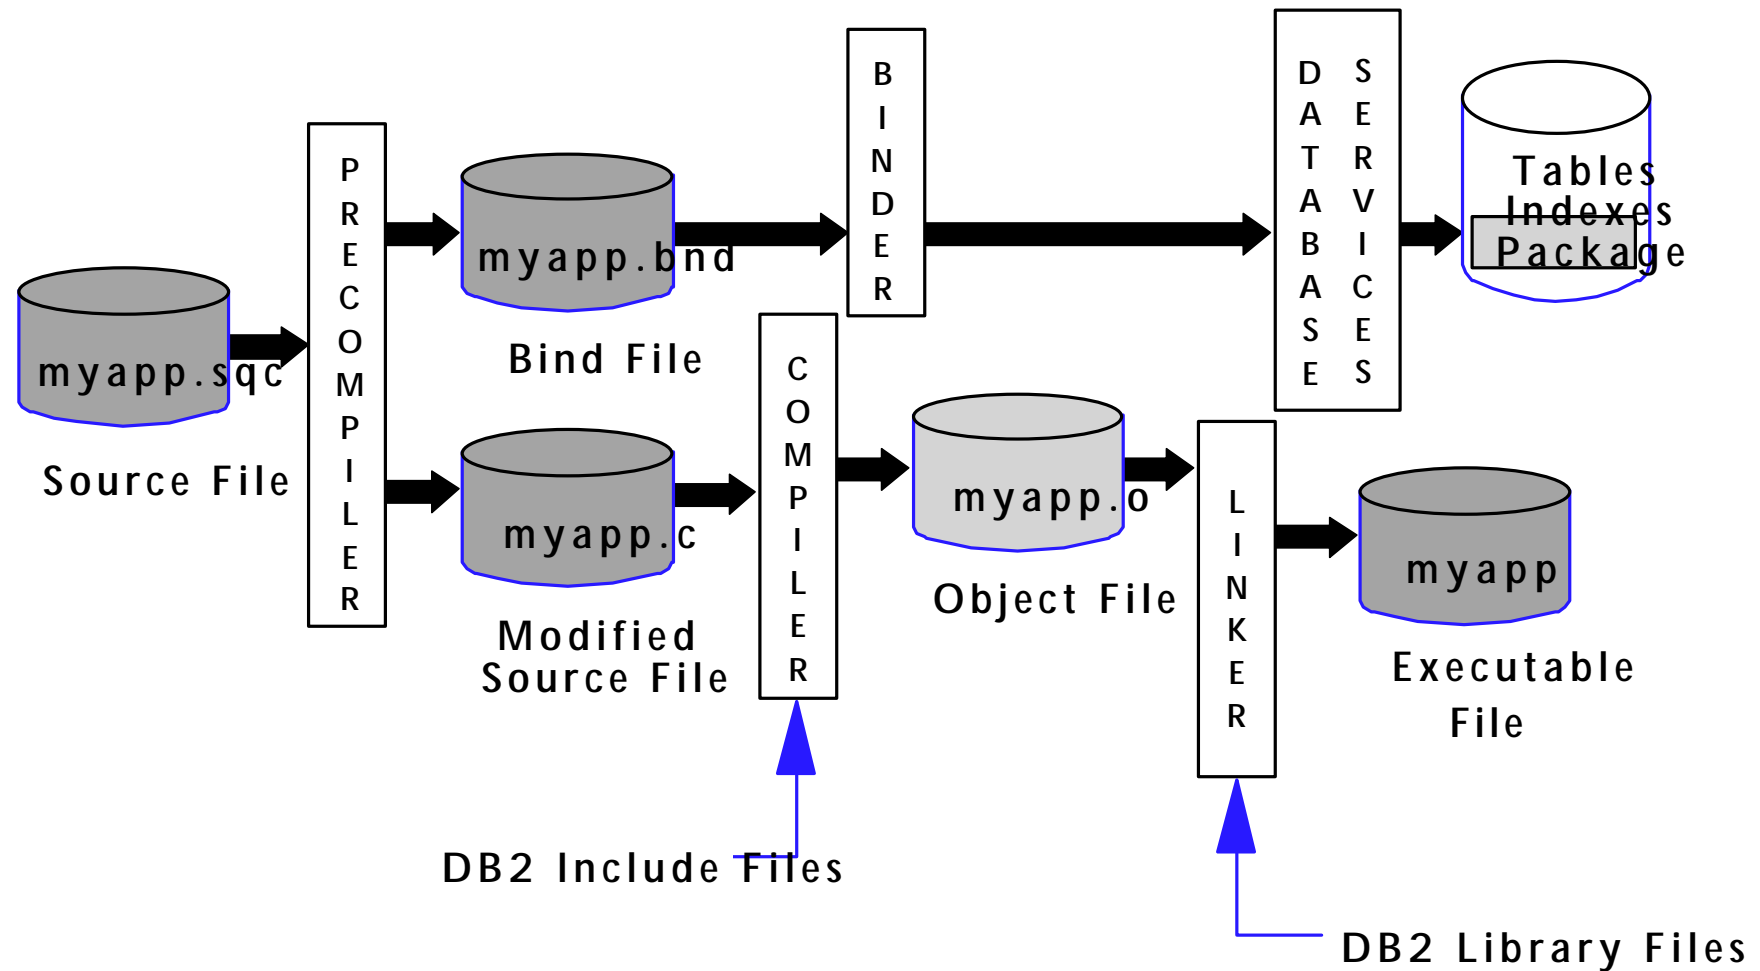 BINDER
DATABASE SERVICES
PRECOMPILER
Tables
Indexes
Package
myapp.bnd
myapp.sqc
Bind File
COMPILER
Source File
myapp.o
LINKER
myapp.c
myapp
Object File
Modified
Source File
Executable
File
DB2 Include Files
DB2 Library Files